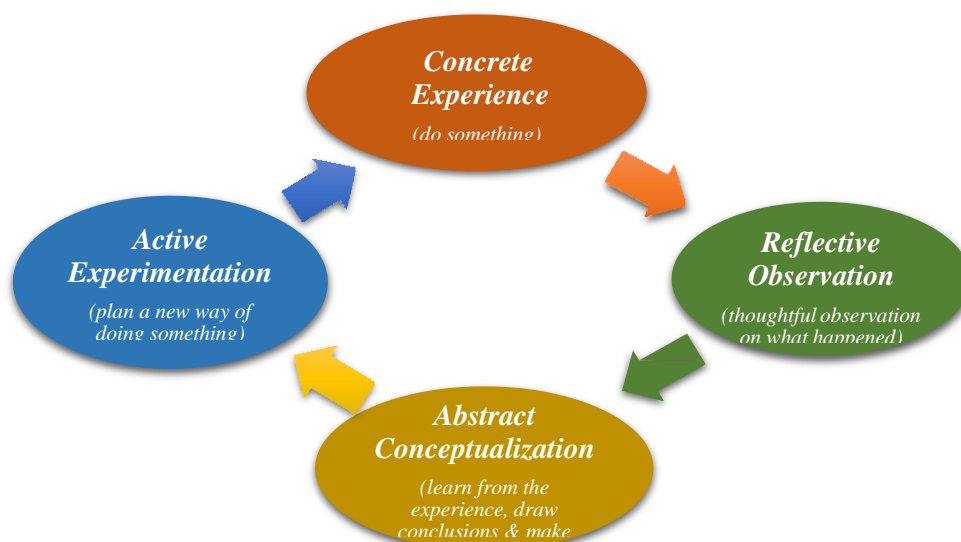 Concrete
Experience
(do something)
Reflective
Observation
(thoughtful observation
on what happened)
Abstract
Conceptualization
(learn from the
experience, draw
conclusions & make
Active
Experimentation
(plan a new way of
doing something)